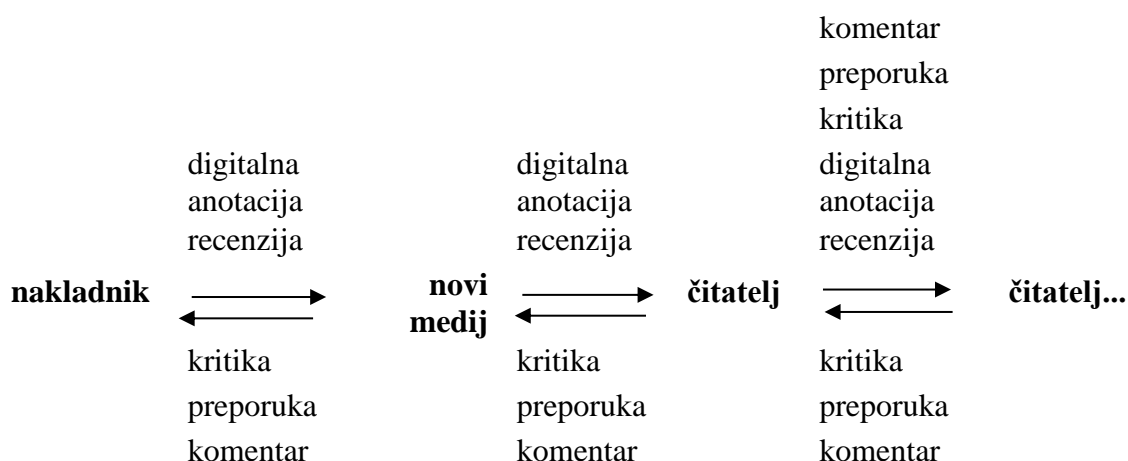 komentar
preporuka
kritika
digitalna digitalna digitalna
anotacija anotacija anotacija
recenzija recenzija recenzija
nakladnik novi čitatelj čitatelj...
medij
kritika kritika kritika
preporuka preporuka preporuka
komentar komentar komentar